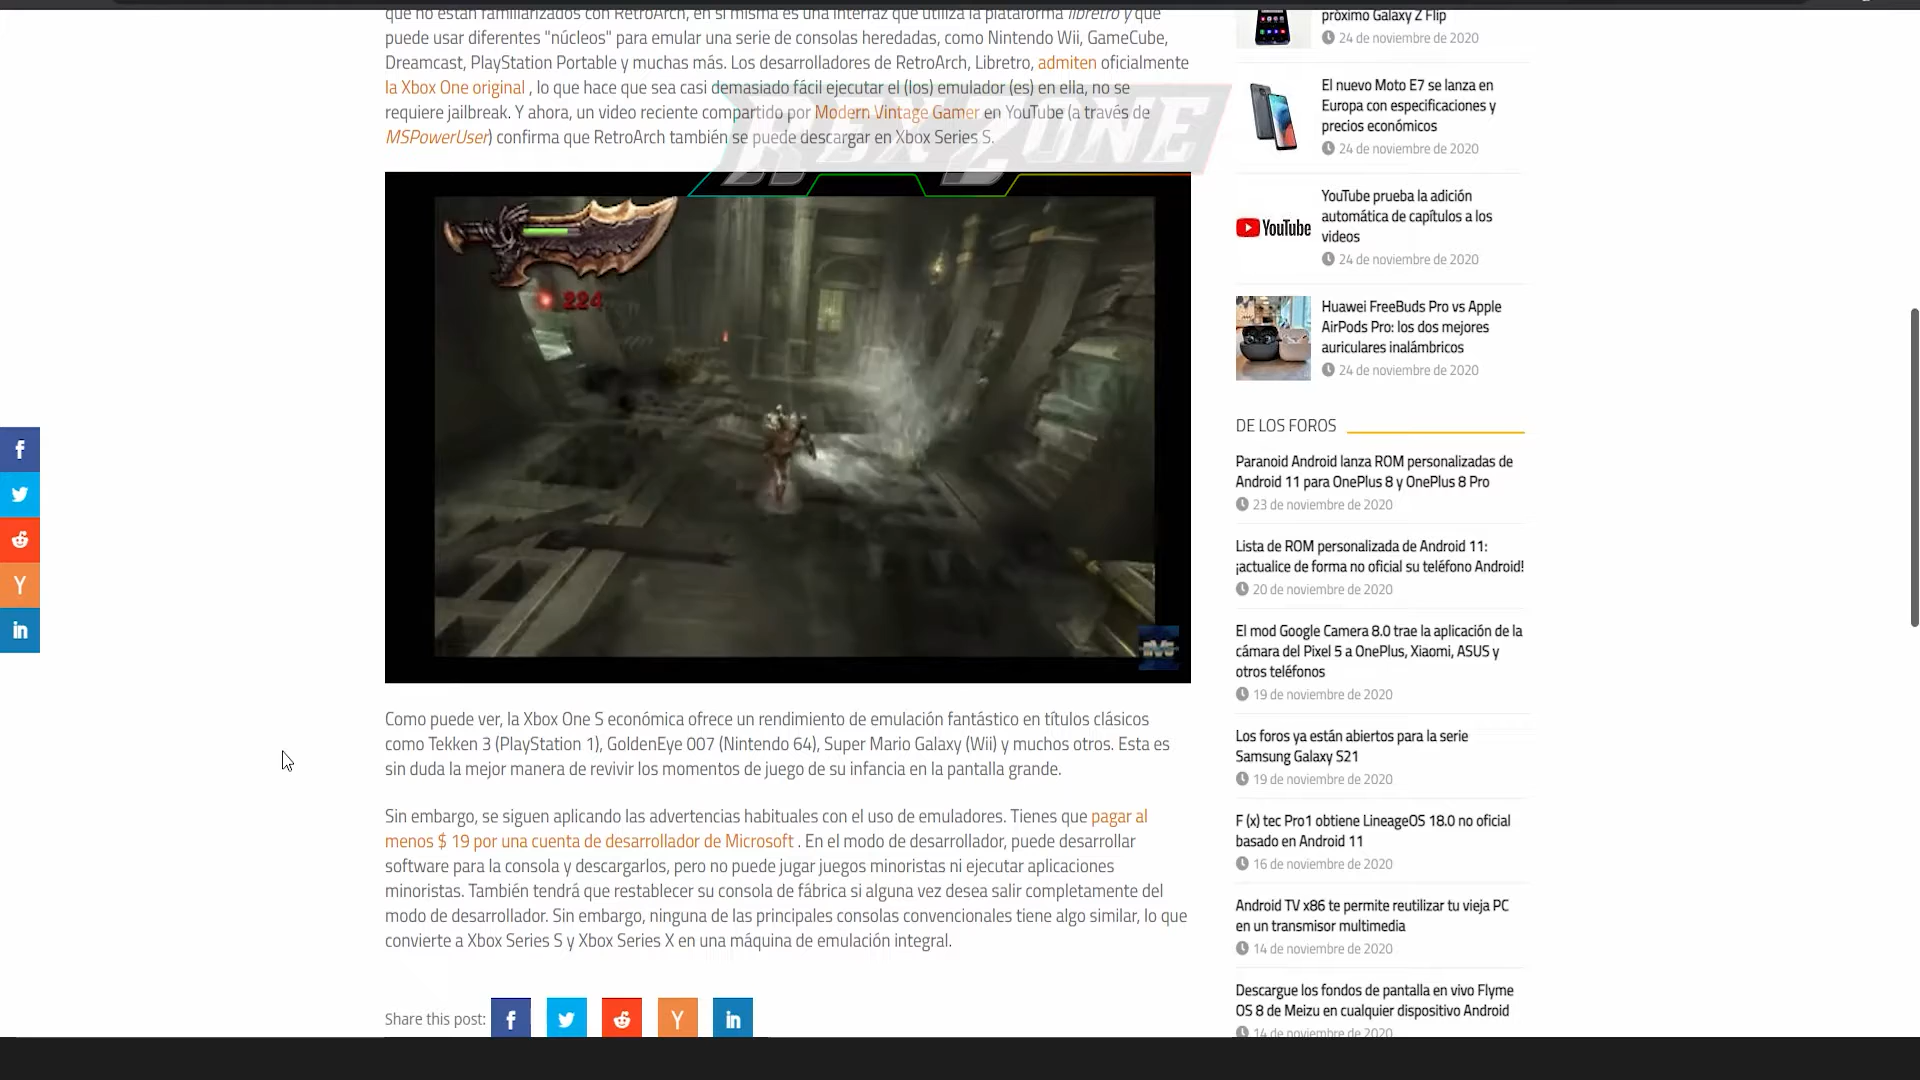 que no están familiarizados con RetroArch, en sí misma es una interfaz que utiliza la plataforma libretro y que
puede usar diferentes "núcleos" para emular una serie de consolas heredadas, como Nintendo Wii, GameCube,
Dreamcast, PlayStation Portable y muchas más. Los desarrolladores de RetroArch, Libretro, admiten oficialmente
la Xbox One original , lo que hace que sea casi demasiado fácil ejecutar el (los) emulador (es) en ella, no se
requiere jailbreak. Y ahora, un video reciente compartido por Modern Vintage Gamer en YouTube (a través de
MSPowerUser) confirma que RetroArch también se puede descargar en Xbox Series S.
ZONE
224
Como puede ver, la Xbox One S económica ofrece un rendimiento de emulación fantástico en títulos clásicos
como Tekken 3 (PlayStation 1), GoldenEye 007 (Nintendo 64), Super Mario Galaxy (Wii) y muchos otros. Esta es
sin duda la mejor manera de revivir los momentos de juego de su infancia en la pantalla grande.
Sin embargo, se siguen aplicando las advertencias habituales con el uso de emuladores. Tienes que pagar al
menos $ 19 por una cuenta de desarrollador de Microsoft . En el modo de desarrollador, puede desarrollar
software para la consola y descargarlos, pero no puede jugar juegos minoristas ni ejecutar aplicaciones
minoristas. También tendrá que restablecer su consola de fábrica si alguna vez desea salir completamente del
modo de desarrollador. Sin embargo, ninguna de las principales consolas convencionales tiene algo similar, lo que
convierte a Xbox Series S y Xbox Series X en una máquina de emulación integral.
Share this post:
próximo Galaxy Z Flip
24 de noviembre de 2020
El nuevo Moto E7 se lanza en
Europa con especificaciones y
precios económicos
24 de noviembre de 2020
YouTube
YouTube prueba la adición
automática de capítulos a los
videos
24 de noviembre de 2020
Huawei FreeBuds Pro vs Apple
AirPods Pro: los dos mejores
auriculares inalámbricos
24 de noviembre de 2020
DE LOS FOROS
Paranoid Android lanza ROM personalizadas de
Android 11 para OnePlus 8 y OnePlus 8 Pro
23 de noviembre de 2020
Lista de ROM personalizada de Android 11:
¡actualice de forma no oficial su teléfono Android!
20 de noviembre de 2020
El mod Google Camera 8.0 trae la aplicación de la
cámara del Pixel 5 a OnePlus, Xiaomi, ASUS y
otros teléfonos
19 de noviembre de 2020
Los foros ya están abiertos para la serie
Samsung Galaxy S21
19 de noviembre de 2020
F (x) tec Pro1 obtiene LineageOS 18.0 no oficial
basado en Android 11
16 de noviembre de 2020
Android TV x86 te permite reutilizar tu vieja PC
en un transmisor multimedia
14 de noviembre de 2020
Descargue los fondos de pantalla en vivo Flyme
OS 8 de Meizu en cualquier dispositivo Android
14 de noviembre de 2020